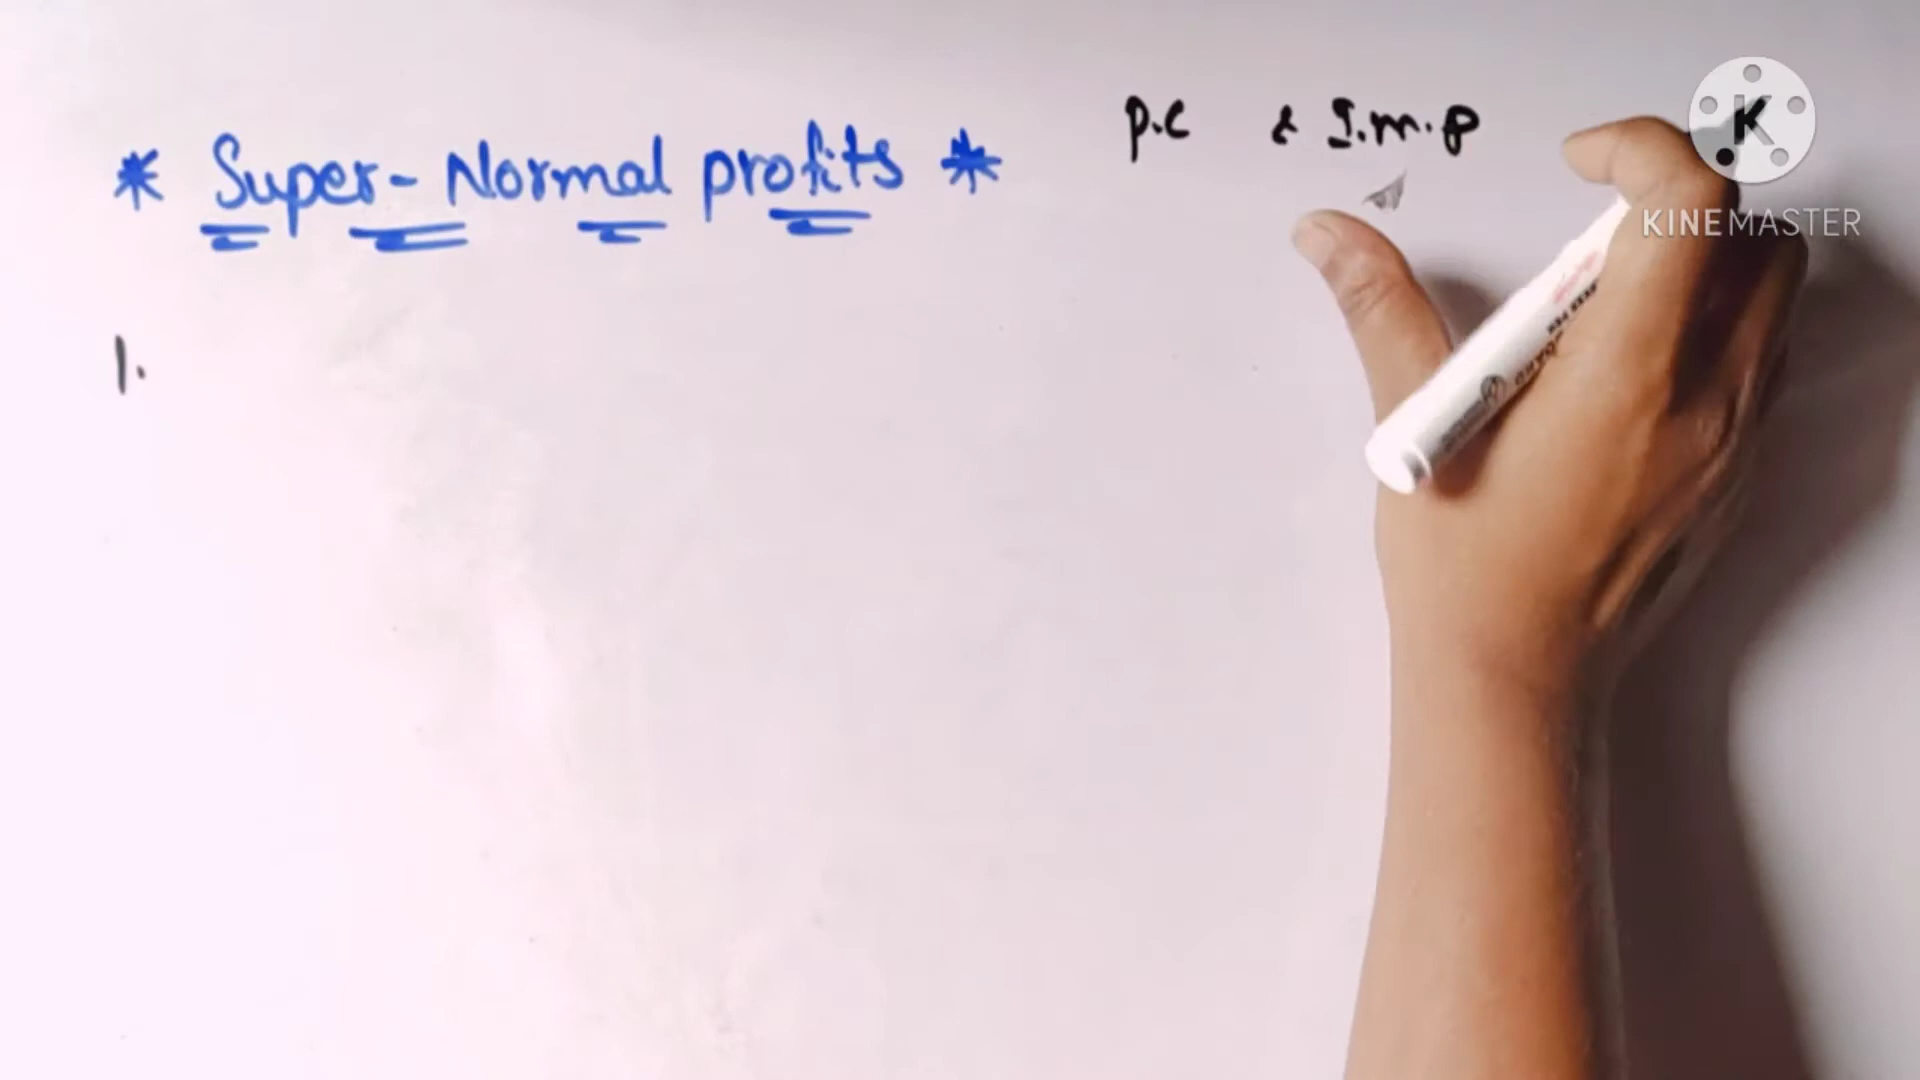 p.c & I.m.p
* Super-Normal profits *
1.
K
KINEMASTER